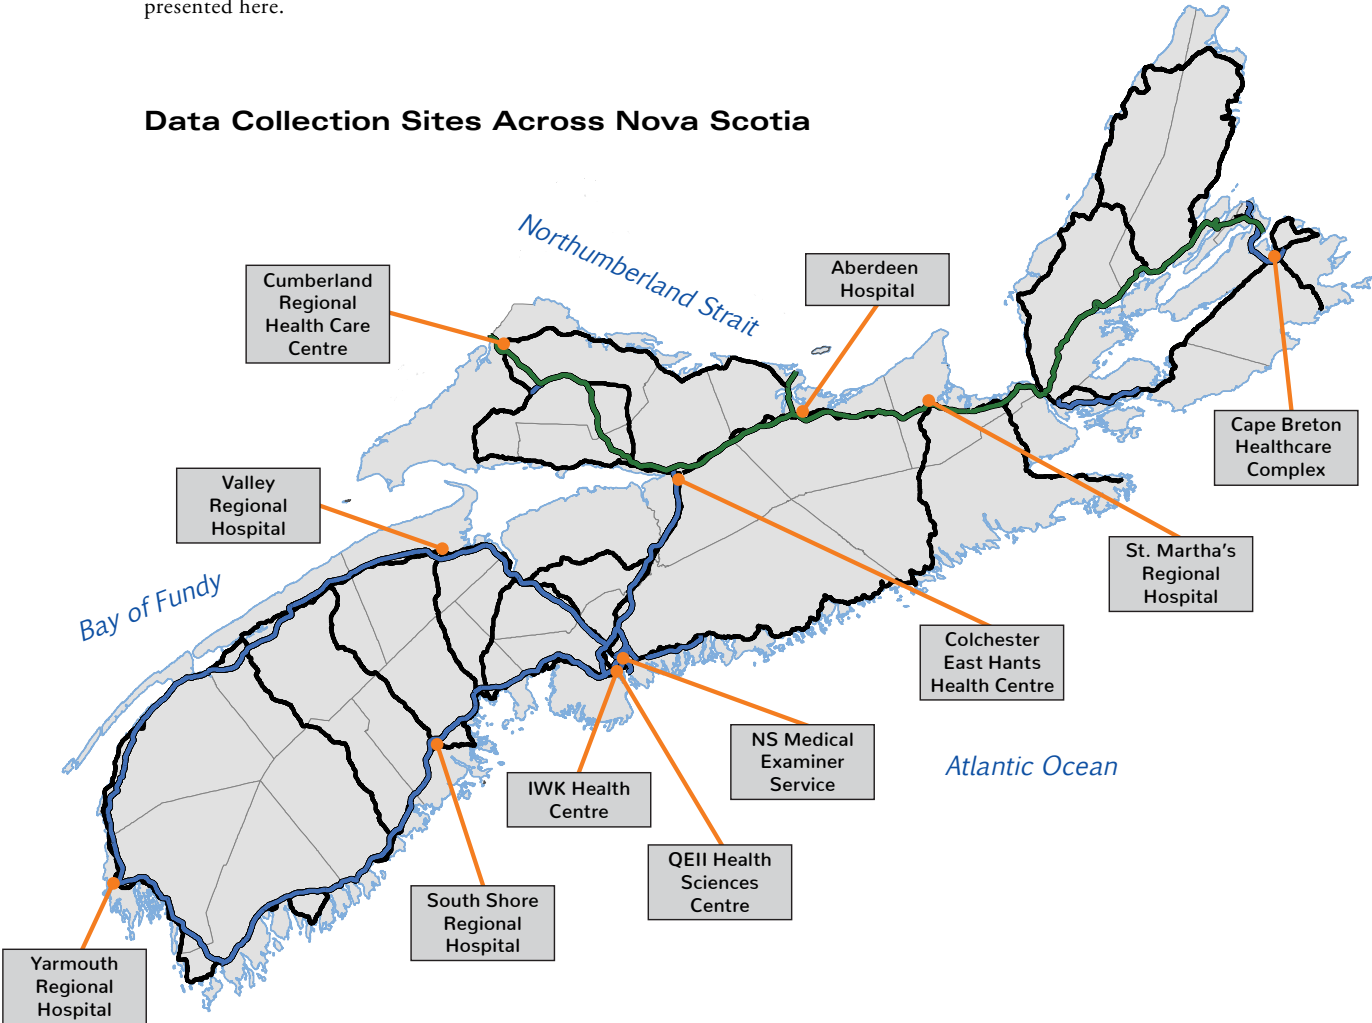 presented here.
Data Collection Sites Across Nova Scotia
Northumberland Strait
Aberdeen
Hospital
Cumberland
Regional
Health Care
Centre
Cape Breton
Healthcare
Complex
Valley
Regional
Hospital
St. Martha's
Regional
Hospital
Bay of Fundy
Colchester
East Hants
Health Centre
NS Medical
Examiner
Service
Atlantic Ocean
IWK Health
Centre
QEII Health
Sciences
Centre
South Shore
Regional
Hospital
Yarmouth
Regional
Hospital